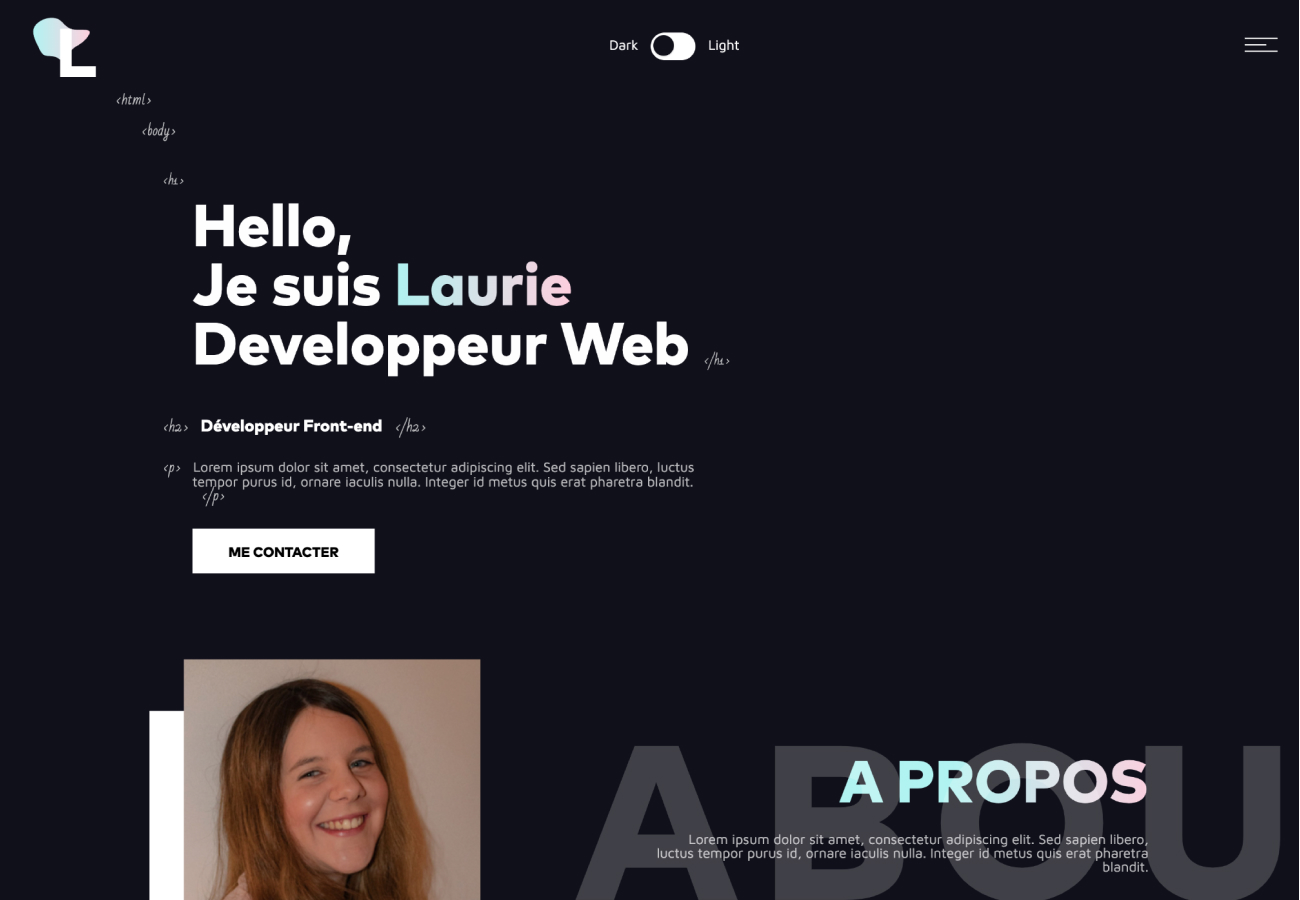 L
Dark Light
<html>
<body>
<h1>
Hello,
Je suis Laurie
Developpeur Web </h1>
<h2> Développeur Front-end </h2>
<p> Lorem ipsum dolor sit amet, consectetur adipiscing elit. Sed sapien libero, luctus
tempor purus id, ornare iaculis nulla. Integer id metus quis erat pharetra blandit.
</p>
ME CONTACTER
ABOU
A PROPOS
Lorem ipsum dolor sit amet, consectetur adipiscing elit. Sed sapien libero,
luctus tempor purus id, ornare iaculis nulla. Integer id metus quis erat pharetra
blandit.